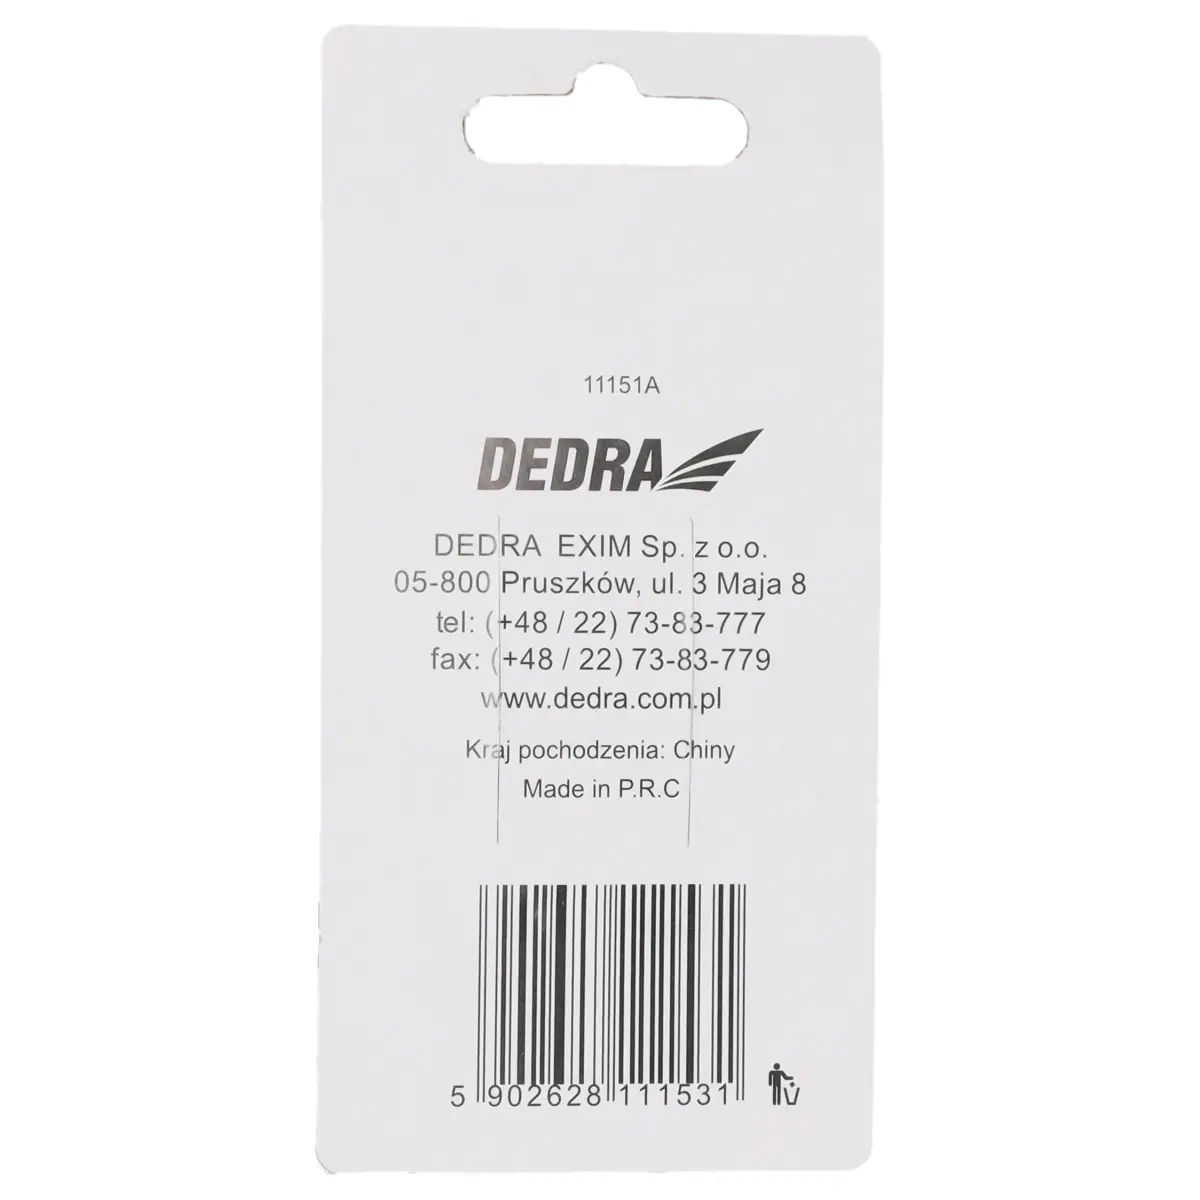 11151A
DEDRA
DEDRA EXIM Sp. z o.o.
05-800 Pruszków, ul. 3 Maja 8
tel: (+48 / 22) 73-83-777
fax: (+48 / 22) 73-83-779
www.dedra.com.pl
Kraj pochodzenia: Chiny
Made in P.R.C
5 902628 111531